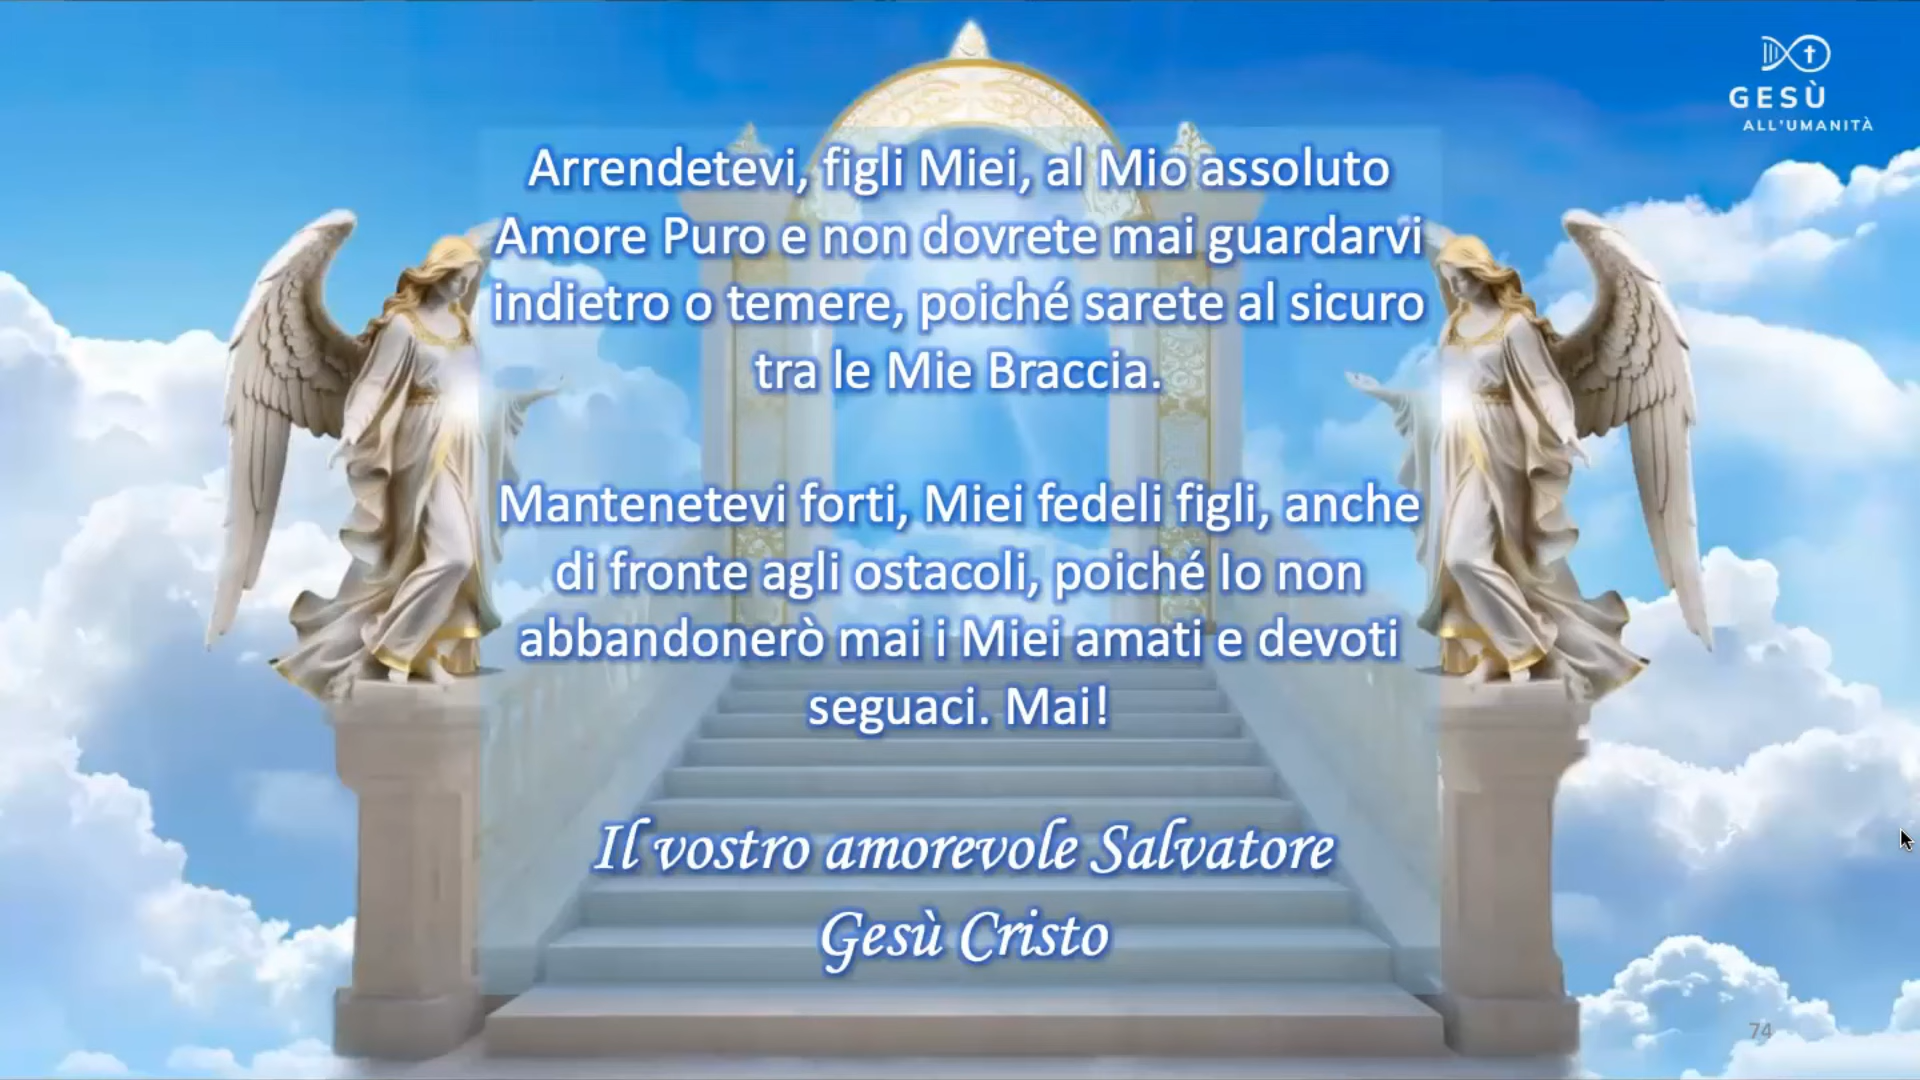 GESÙ
ALL'UMANITÀ
Arrendetevi, figli Miei, al Mio assoluto
Amore Puro e non dovrete mai guardarvi
indietro o temere, poiché sarete al sicuro
tra le Mie Braccia.
Mantenetevi forti, Miei fedeli figli, anche
di fronte agli ostacoli, poiché Io non
abbandonerò mai i Miei amati e devoti
seguaci. Mai!
Il vostro amorevole Salvatore
Gesù Cristo
74